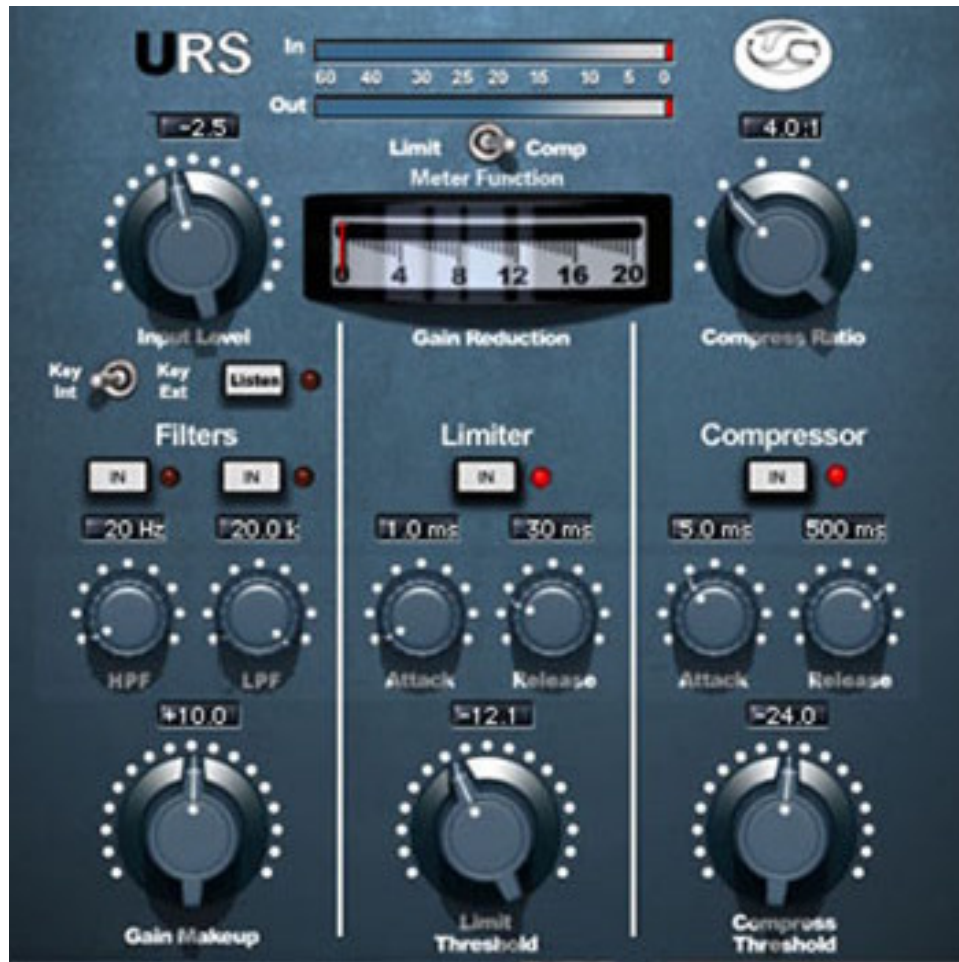 URS
In
60 40 30 25 20 15 10 5 0
Out
-2.5
4.0:1
Limit Comp
Meter Function
0 4 8 12 16 20
Input Level
Gain Reduction
Compress Ratio
Key Int
Key Ext
Listen
Filters
Limiter
Compressor
IN
IN
IN
IN
20 Hz
20.0 k
1.0 ms
30 ms
5.0 ms
500 ms
HPF
LPF
Attack
Release
Attack
Release
+10.0
-12.1
-24.0
Gain Makeup
Limit
Threshold
Compress
Threshold